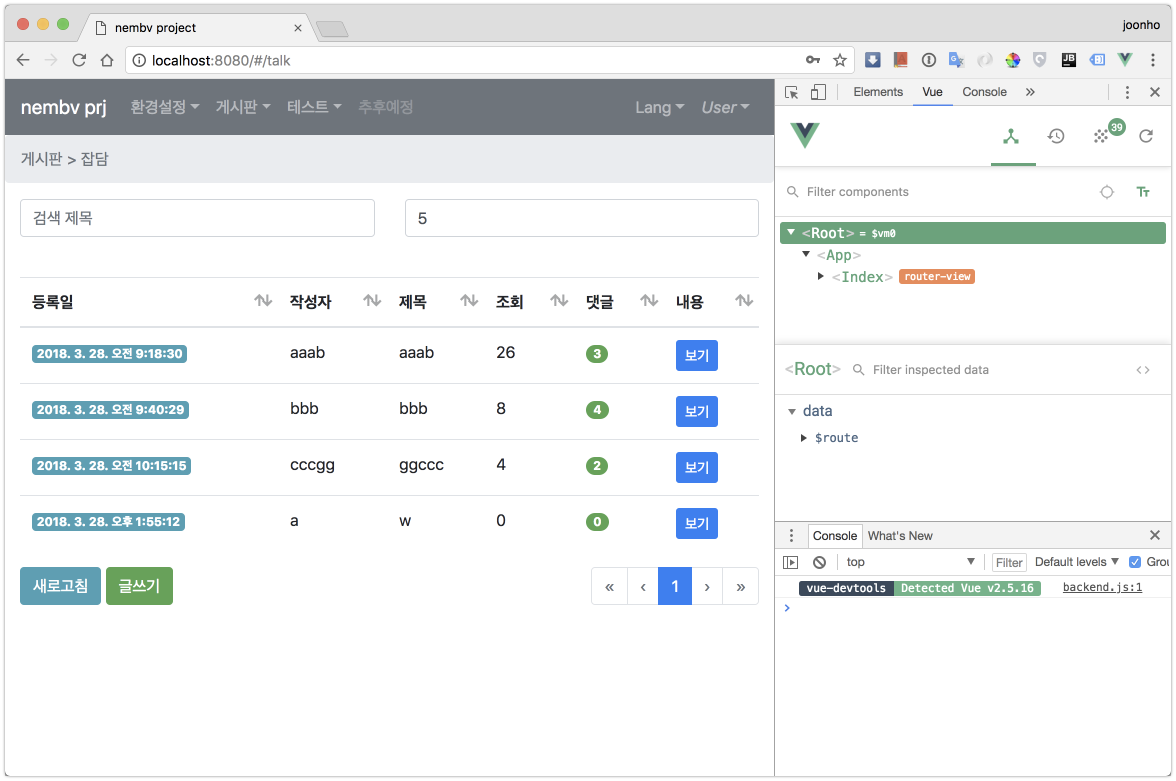 nembv project
joonho
localhost:8080/#/talk
nembv prj 환경설정 게시판 테스트 추후예정 Lang User
게시판 > 잡담
검색 제목 5
등록일 작성자 제목 조회 댓글 내용
2018. 3. 28. 오전 9:18:30 aaab aaab 26 3 보기
2018. 3. 28. 오전 9:40:29 bbb bbb 8 4 보기
2018. 3. 28. 오전 10:15:15 cccgg ggccc 4 2 보기
2018. 3. 28. 오후 1:55:12 a w 0 0 보기
새로고침 글쓰기 « ‹ 1 › »
Elements Vue Console »
39
Filter components Tт
<Root> = $vm0
<App>
<Index> router-view
<Root> Filter inspected data < >
data
$route
Console What's New
top Filter Default levels Grou
vue-devtools Detected Vue v2.5.16 backend.js:1